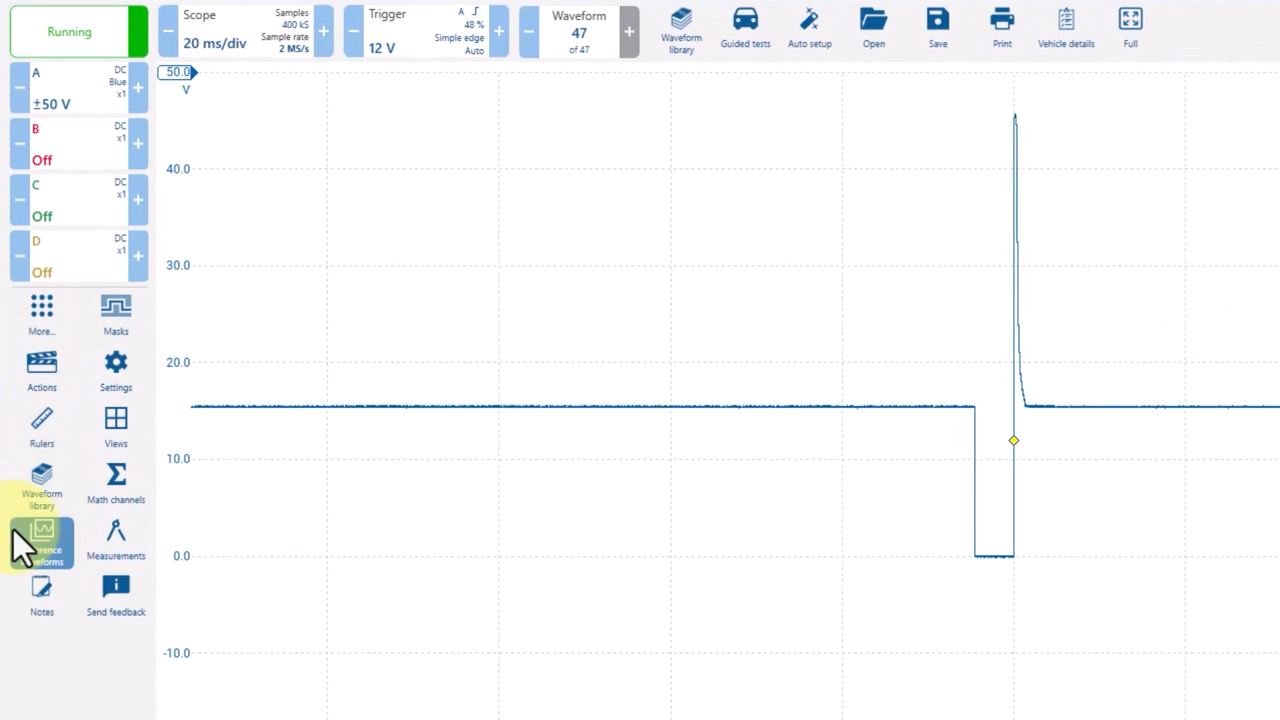 Running
Scope
20 ms/div
Samples
400 kS
Sample rate
2 MS/s
Trigger
12 V
A
48 %
Simple edge
Auto
Waveform
47
of 47
Waveform
library
Guided tests
Auto setup
Open
Save
Print
Vehicle details
Full
A
±50 V
DC
Blue
x1
B
Off
DC
x1
C
Off
DC
x1
D
Off
DC
x1
More...
Masks
Actions
Settings
Rulers
Views
Waveform
library
Math channels
Measurements
Notes
Send feedback
50.0
V
40.0
30.0
20.0
10.0
0.0
-10.0